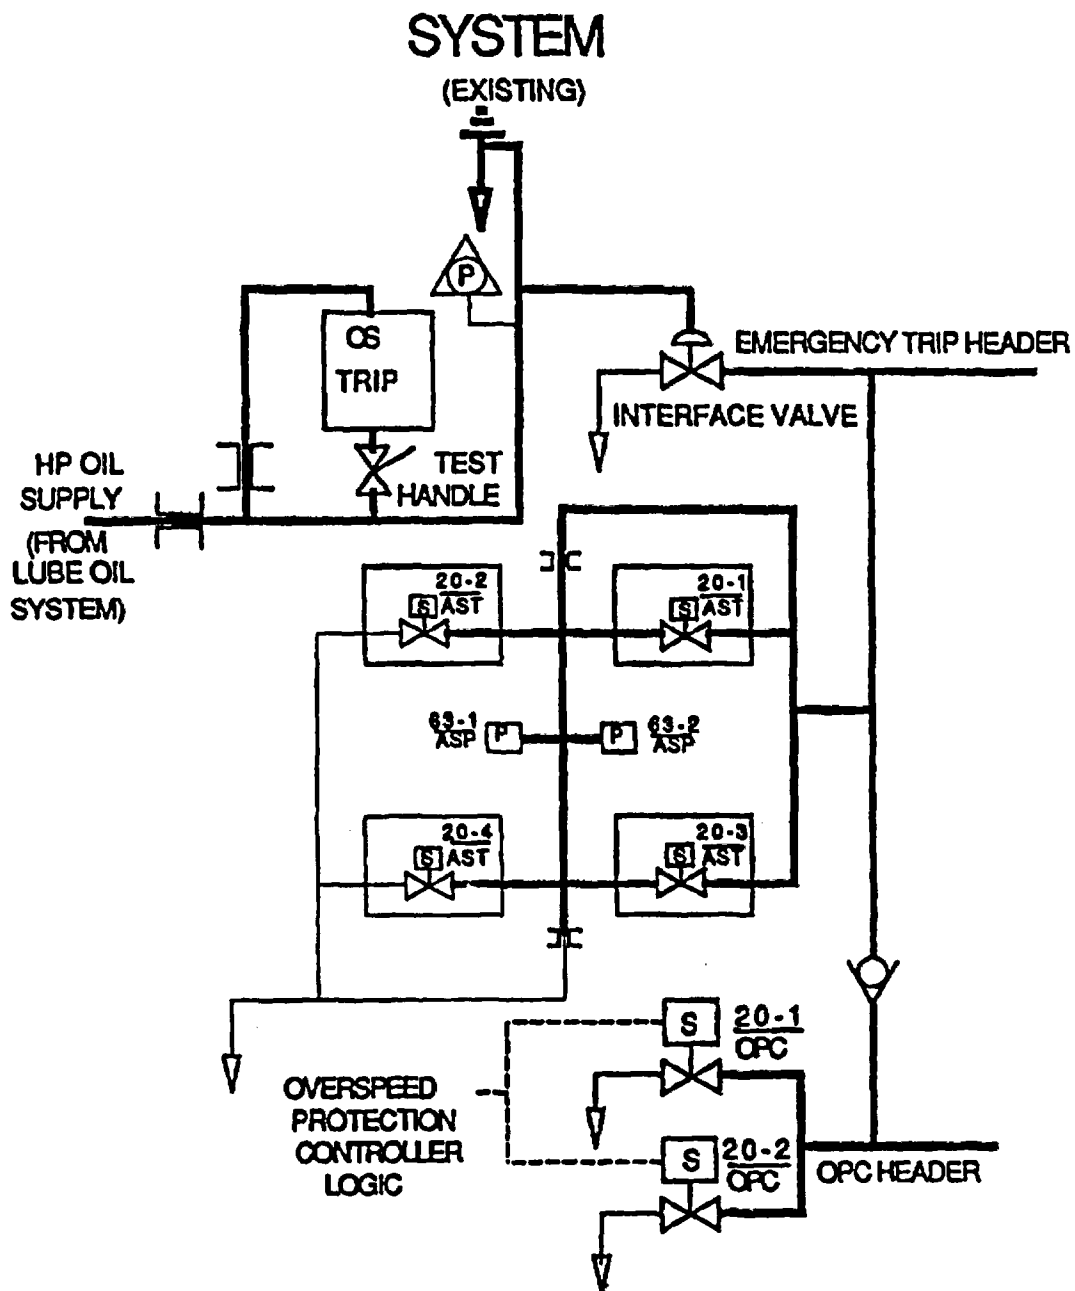 SYSTEM
(EXISTING)
P
OS
TRIP
EMERGENCY TRIP HEADER
INTERFACE VALVE
TEST
HANDLE
HP OIL
SUPPLY
(FROM
LUBE OIL
SYSTEM)
20-2
AST
S
20-1
AST
S
63-1
ASP
P
P
63-2
ASP
20-4
AST
S
20-3
AST
S
S
20-1
OPC
OVERSPEED
PROTECTION
CONTROLLER
LOGIC
S
20-2
OPC
OPC HEADER